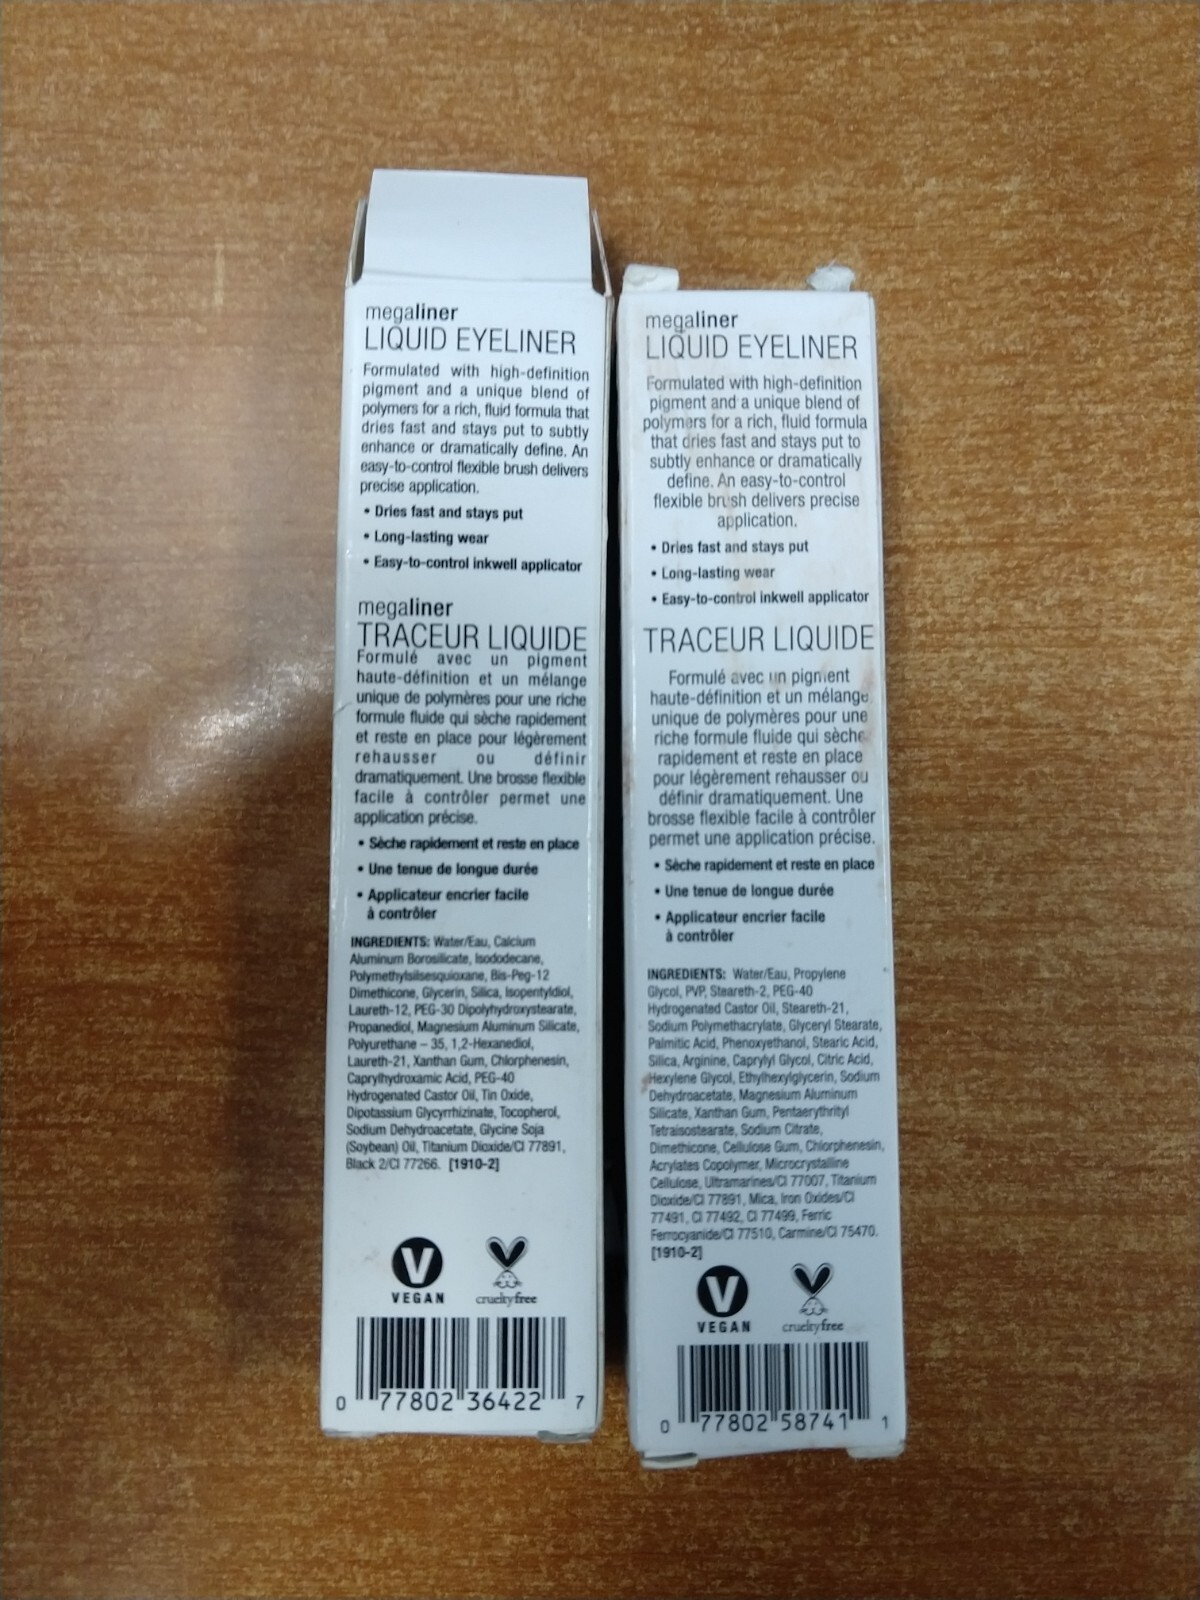 megaliner
LIQUID EYELINER
Formulated with high-definition
pigment and a unique blend of
polymers for a rich, fluid formula that
dries fast and stays put to subtly
enhance or dramatically define. An
easy-to-control flexible brush delivers
precise application.
• Dries fast and stays put
• Long-lasting wear
• Easy-to-control inkwell applicator
megaliner
TRACEUR LIQUIDE
Formulé avec un pigment
haute-définition et un mélange
unique de polymères pour une riche
formule fluide qui sèche rapidement
et reste en place pour légèrement
rehausser ou définir
dramatiquement. Une brosse flexible
facile à contrôler permet une
application précise.
• Sèche rapidement et reste en place
• Une tenue de longue durée
• Applicateur encrier facile
à contrôler
INGREDIENTS: Water/Eau, Calcium
Aluminum Borosilicate, Isododecane,
Polymethylsilsesquioxane, Bis-Peg-12
Dimethicone, Glycerin, Silica, Isopentyldiol,
Laureth-12, PEG-30 Dipolyhydroxystearate,
Propanediol, Magnesium Aluminum Silicate,
Polyurethane – 35, 1,2-Hexanediol,
Laureth-21, Xanthan Gum, Chlorphenesin,
Caprylhydroxamic Acid, PEG-40
Hydrogenated Castor Oil, Tin Oxide,
Dipotassium Glycyrrhizinate, Tocopherol,
Sodium Dehydroacetate, Glycine Soja
(Soybean) Oil, Titanium Dioxide/CI 77891,
Black 2/CI 77266. [1910-2]
V
VEGAN
crueltyfree
0 77802 36422 7
megaliner
LIQUID EYELINER
Formulated with high-definition
pigment and a unique blend of
polymers for a rich, fluid formula
that dries fast and stays put to
subtly enhance or dramatically
define. An easy-to-control
flexible brush delivers precise
application.
• Dries fast and stays put
• Long-lasting wear
• Easy-to-control inkwell applicator
TRACEUR LIQUIDE
Formulé avec un pigment
haute-définition et un mélange
unique de polymères pour une
riche formule fluide qui sèche
rapidement et reste en place
pour légèrement rehausser ou
définir dramatiquement. Une
brosse flexible facile à contrôler
permet une application précise.
• Sèche rapidement et reste en place
• Une tenue de longue durée
• Applicateur encrier facile
à contrôler
INGREDIENTS: Water/Eau, Propylene
Glycol, PVP, Steareth-2, PEG-40
Hydrogenated Castor Oil, Steareth-21,
Sodium Polymethacrylate, Glyceryl Stearate,
Palmitic Acid, Phenoxyethanol, Stearic Acid,
Silica, Arginine, Caprylyl Glycol, Citric Acid,
Hexylene Glycol, Ethylhexylglycerin, Sodium
Dehydroacetate, Magnesium Aluminum
Silicate, Xanthan Gum, Pentaerythrityl
Tetraisostearate, Sodium Citrate,
Dimethicone, Cellulose Gum, Chlorphenesin,
Acrylates Copolymer, Microcrystalline
Cellulose, Ultramarines/CI 77007, Titanium
Dioxide/CI 77891, Mica, Iron Oxides/CI
77491, CI 77492, CI 77499, Ferric
Ferrocyanide/CI 77510, Carmine/CI 75470.
[1910-2]
V
VEGAN
crueltyfree
0 77802 58741 1